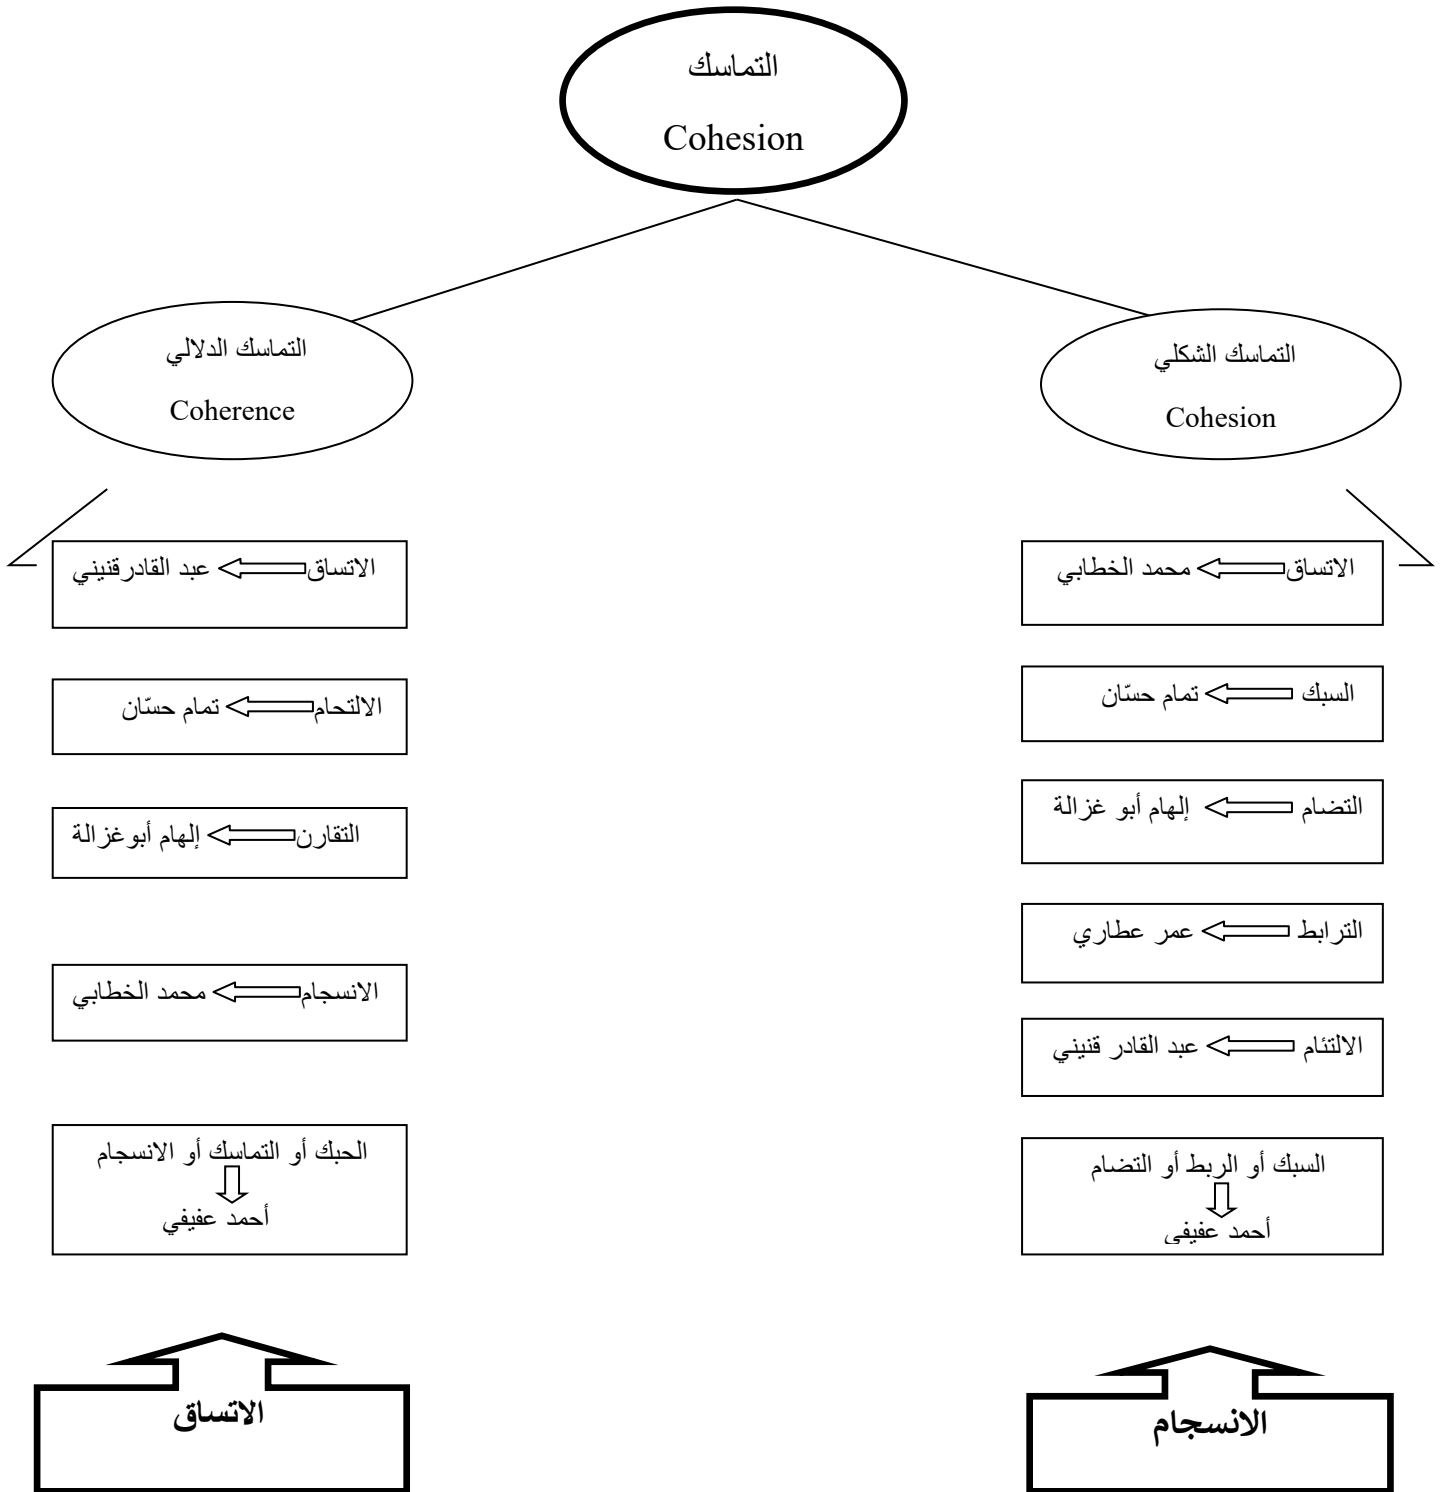 التماسك
Cohesion
التماسك الشكلي
Cohesion
التماسك الدلالي
Coherence
الاتساق محمد الخطابي
السبك تمام حسّان
التضام إلهام أبو غزالة
الترابط عمر عطاري
الالتئام عبد القادر قنيني
السبك أو الربط أو التضام
أحمد عفيفي
الانسجام
الاتساق عبد القادرقنيني
الالتحام تمام حسّان
التقارن إلهام أبوغزالة
الانسجام محمد الخطابي
الحبك أو التماسك أو الانسجام
أحمد عفيفي
الاتساق